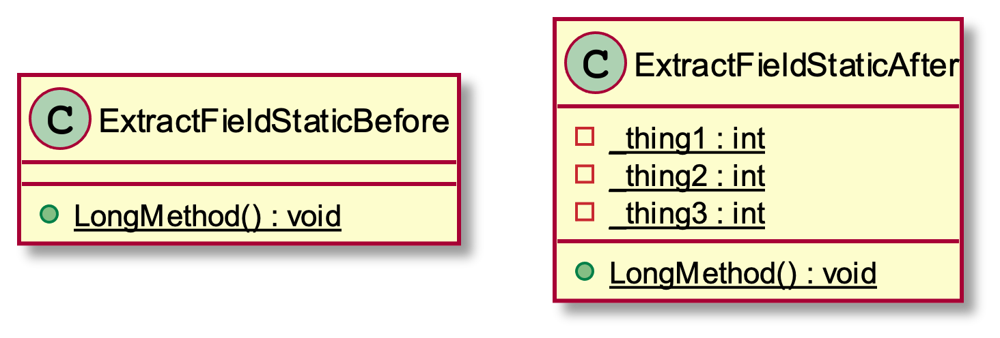 C ExtractFieldStaticBefore
LongMethod() : void
C ExtractFieldStaticAfter
_thing1 : int
_thing2 : int
_thing3 : int
LongMethod() : void